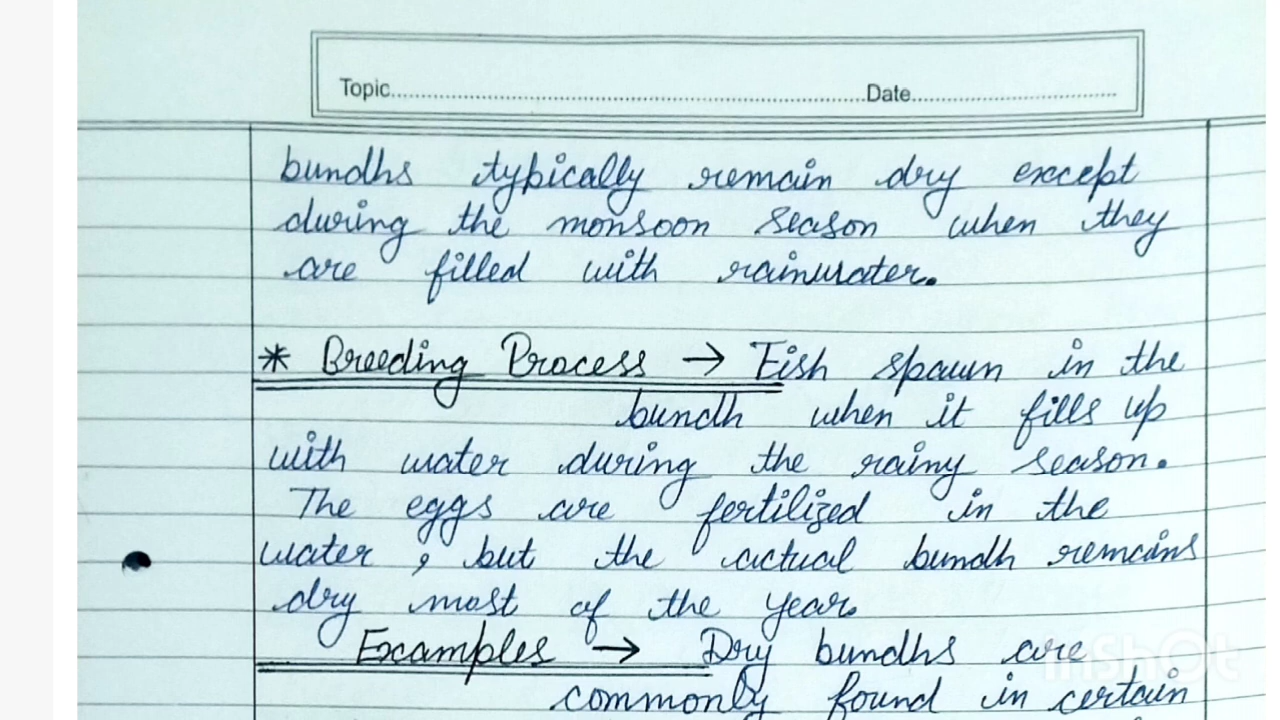 Topic..........Date..........
bundhs typically remain dry except
during the monsoon season when they
are filled with rainwater.
* Breeding Process → Fish spawn in the
bundh when it fills up
with water during the rainy season.
The eggs are fertilized in the
water, but the actual bundh remains
dry most of the year.
Examples → Dry bundhs are
commonly found in certain
InShOt